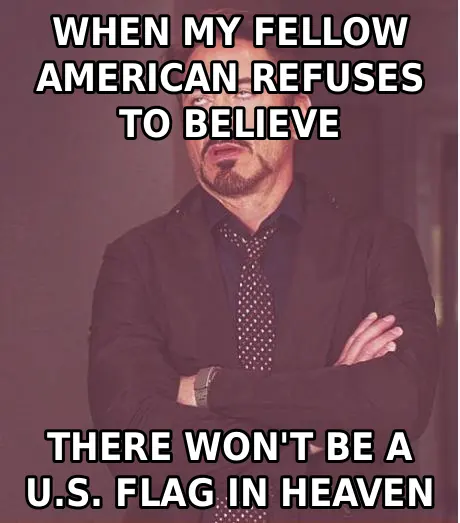 WHEN MY FELLOW
AMERICAN REFUSES
TO BELIEVE
THERE WON'T BE A
U.S. FLAG IN HEAVEN